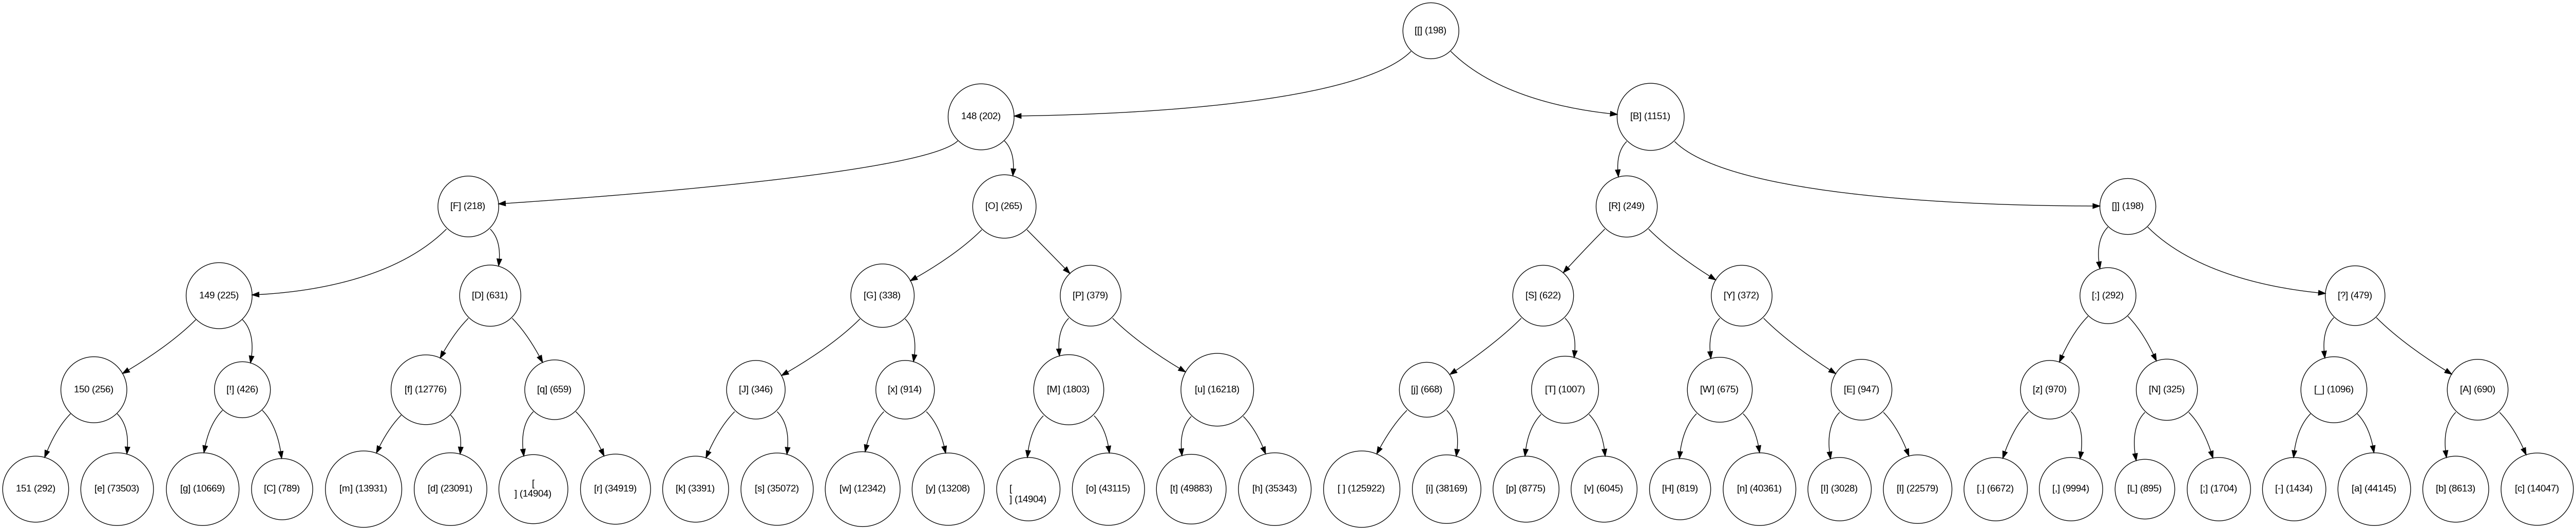 [[] (198)
148 (202)
[B] (1151)
[F] (218)
[O] (265)
[R] (249)
[]] (198)
149 (225)
[D] (631)
[G] (338)
[P] (379)
[S] (622)
[Y] (372)
[:] (292)
[?] (479)
150 (256)
[!] (426)
[f] (12776)
[q] (659)
[J] (346)
[x] (914)
[M] (1803)
[u] (16218)
[j] (668)
[T] (1007)
[W] (675)
[E] (947)
[z] (970)
[N] (325)
[_] (1096)
[A] (690)
151 (292)
[e] (73503)
[g] (10669)
[C] (789)
[m] (13931)
[d] (23091)
[
] (14904)
[r] (34919)
[k] (3391)
[s] (35072)
[w] (12342)
[y] (13208)
[
] (14904)
[o] (43115)
[t] (49883)
[h] (35343)
[ ] (125922)
[i] (38169)
[p] (8775)
[v] (6045)
[H] (819)
[n] (40361)
[I] (3028)
[l] (22579)
[.] (6672)
[,] (9994)
[L] (895)
[;] (1704)
[-] (1434)
[a] (44145)
[b] (8613)
[c] (14047)